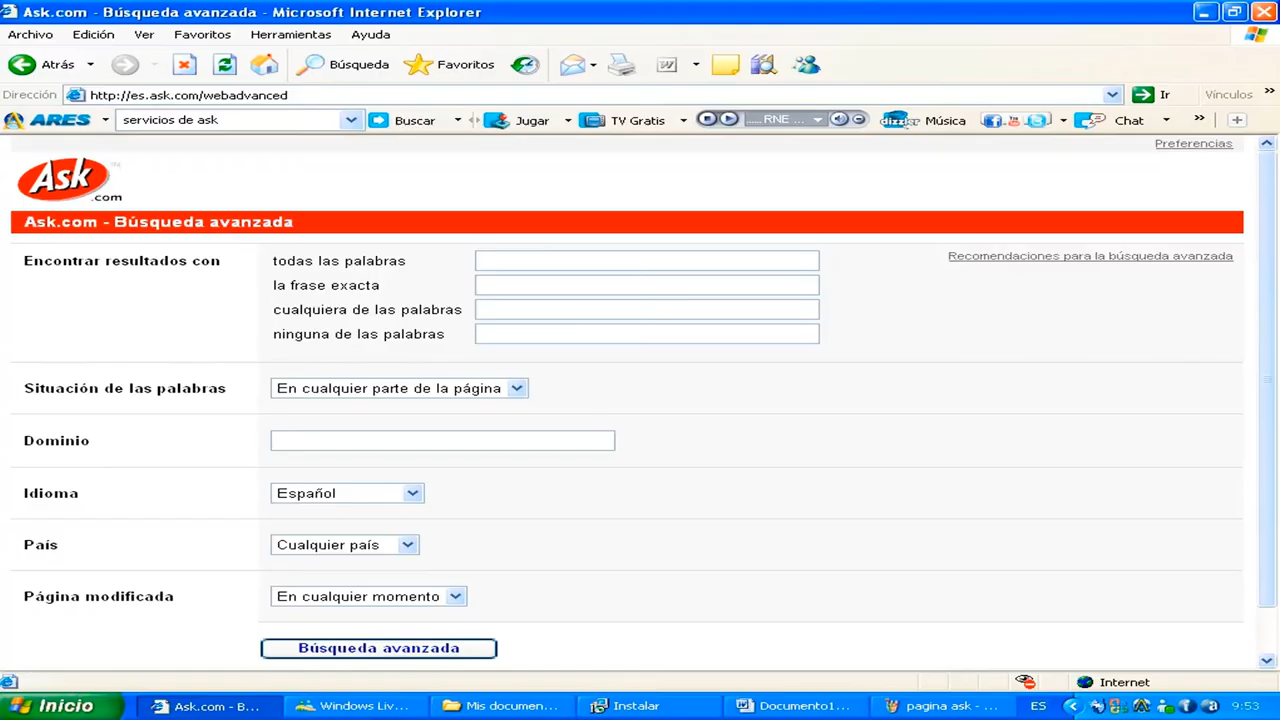 Ask.com - Búsqueda avanzada - Microsoft Internet Explorer
Archivo Edición Ver Favoritos Herramientas Ayuda
Atrás Búsqueda Favoritos
Dirección http://es.ask.com/webadvanced Ir Vínculos »
ARES servicios de ask Buscar Jugar TV Gratis RNE ... dizzler Música Chat »
Preferencias
Ask.com
Ask.com - Búsqueda avanzada
Encontrar resultados con todas las palabras Recomendaciones para la búsqueda avanzada
la frase exacta
cualquiera de las palabras
ninguna de las palabras
Situación de las palabras En cualquier parte de la página
Dominio
Idioma Español
País Cualquier país
Página modificada En cualquier momento
Búsqueda avanzada
Internet
Inicio Ask.com - B... Windows Liv... Mis documen... Instalar Documento1... pagina ask - ... ES 9:53